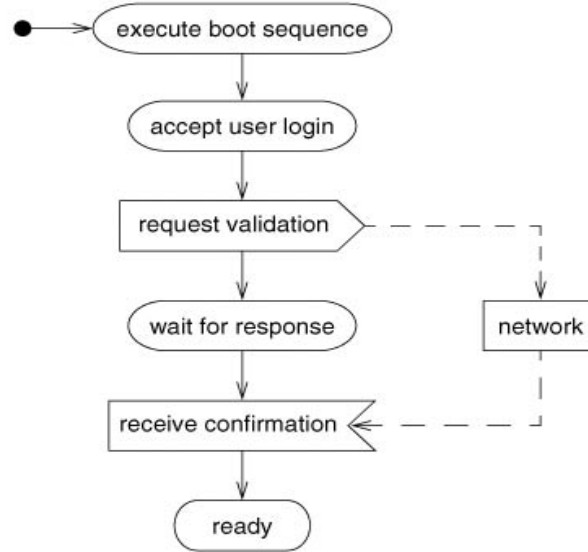 execute boot sequence
accept user login
request validation
wait for response
network
receive confirmation
ready